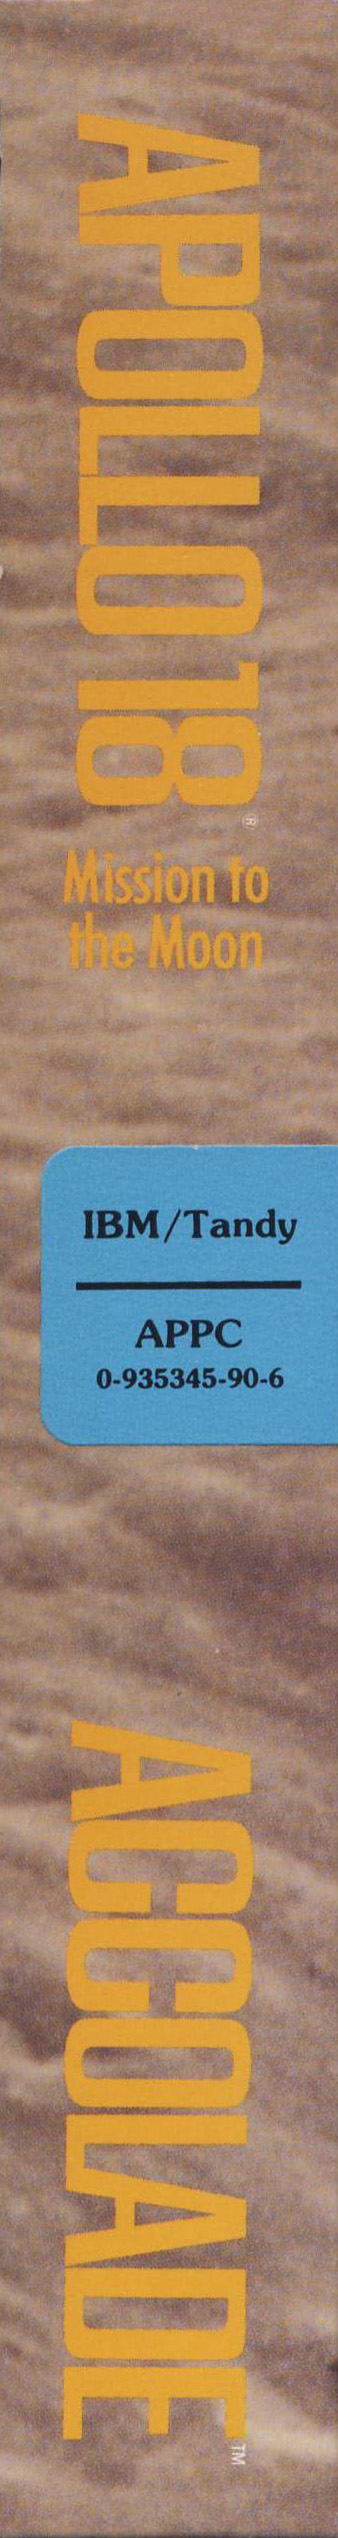 APOLLO 18®
Mission to
the Moon
IBM/Tandy
APPC
0-935345-90-6
ACCOLADE™